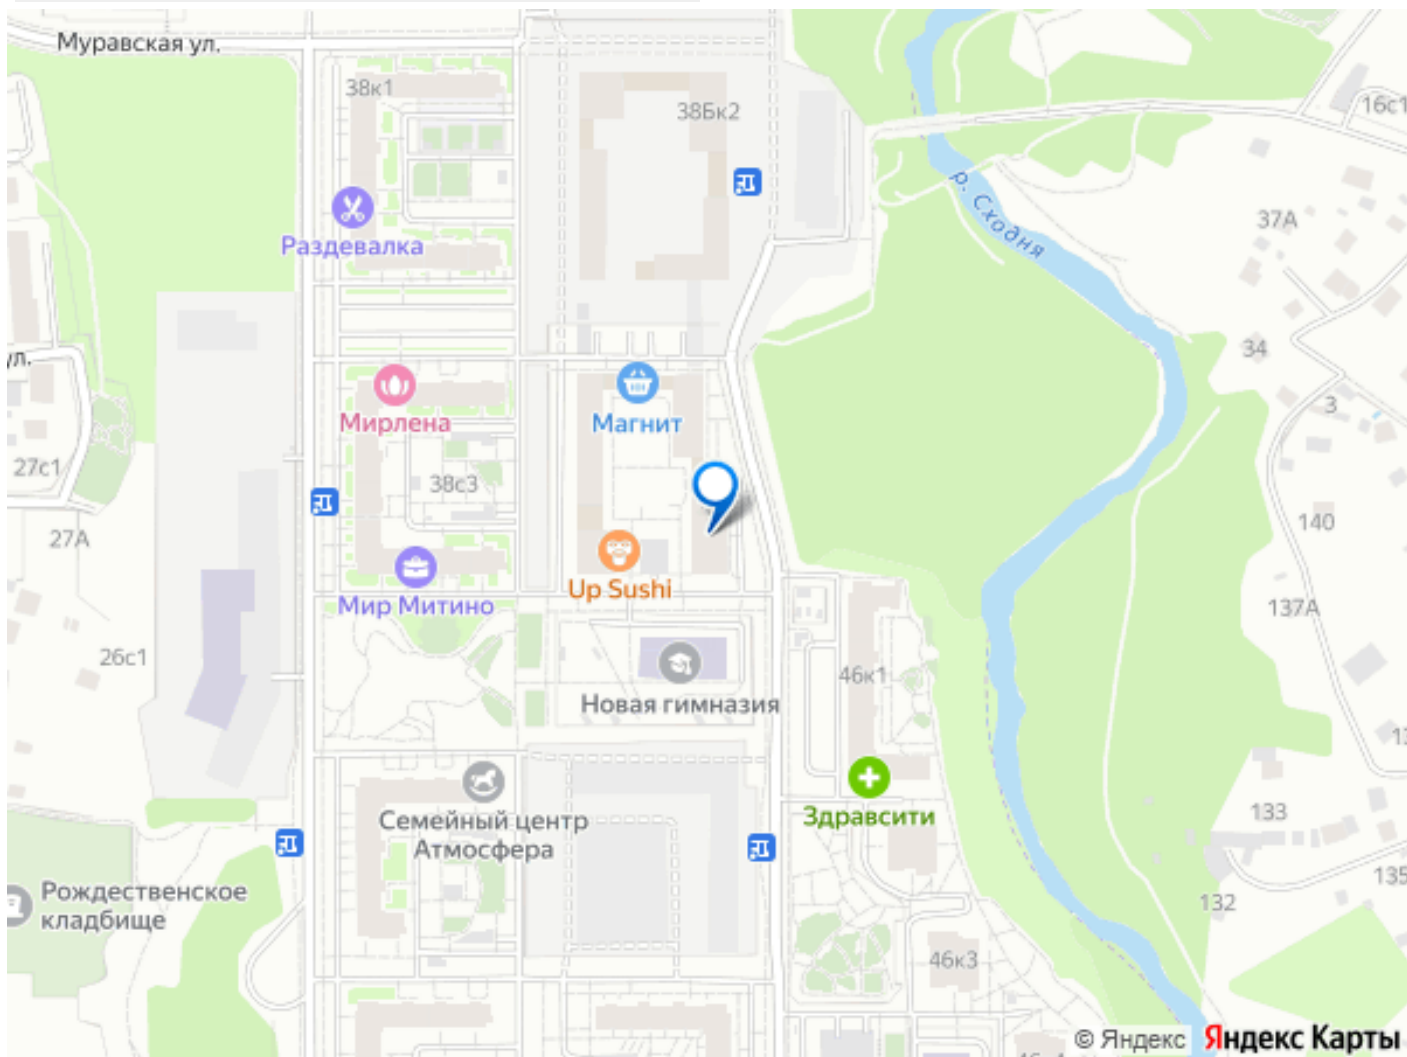 Муравская ул.
38к1
38Бк2
16с1
р. Сходня
37А
Раздевалка
ул.
34
3
Мирлена
Магнит
27с1
38с3
140
27А
Up Sushi
Мир Митино
137А
26с1
46к1
Новая гимназия
133
Семейный центр
Атмосфера
Здравсити
135
Рождественское
кладбище
132
46к3
© Яндекс Яндекс Карты